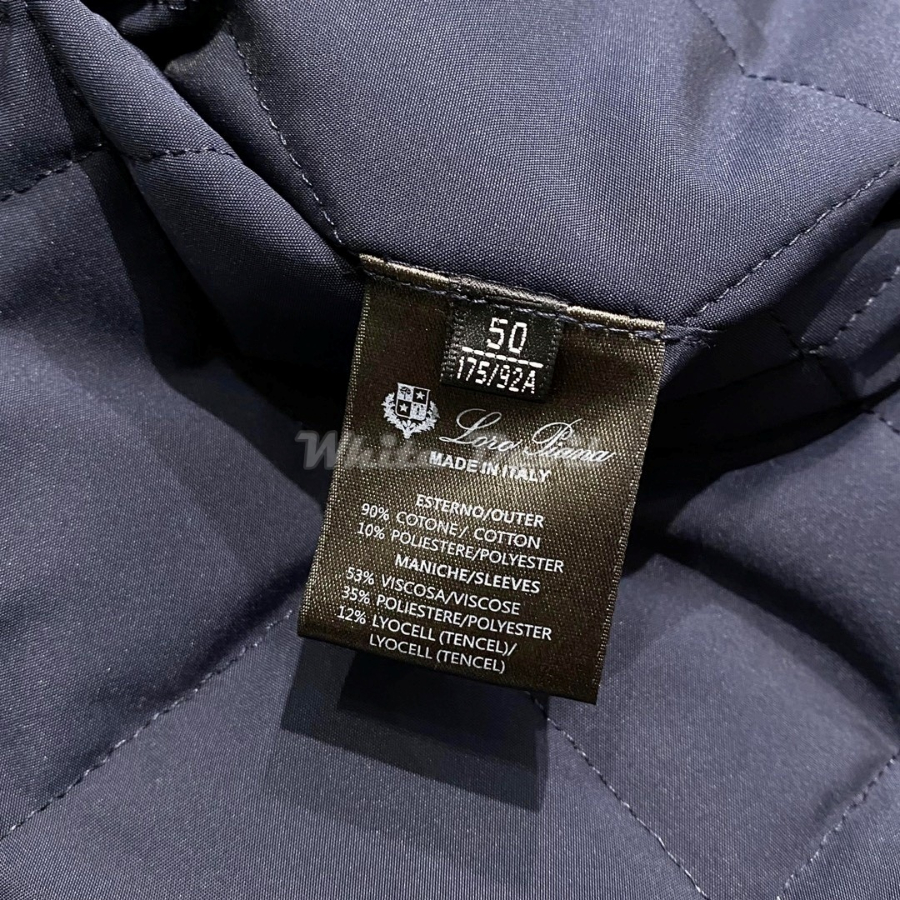 50
175/92A
Loro Piana
MADE IN ITALY
ESTERNO/OUTER
90% COTONE/ COTTON
10% POLIESTERE/POLYESTER
MANICHE/SLEEVES
53% VISCOSA/VISCOSE
35% POLIESTERE/POLYESTER
12% LYOCELL (TENCEL)/
LYOCELL (TENCEL)
White